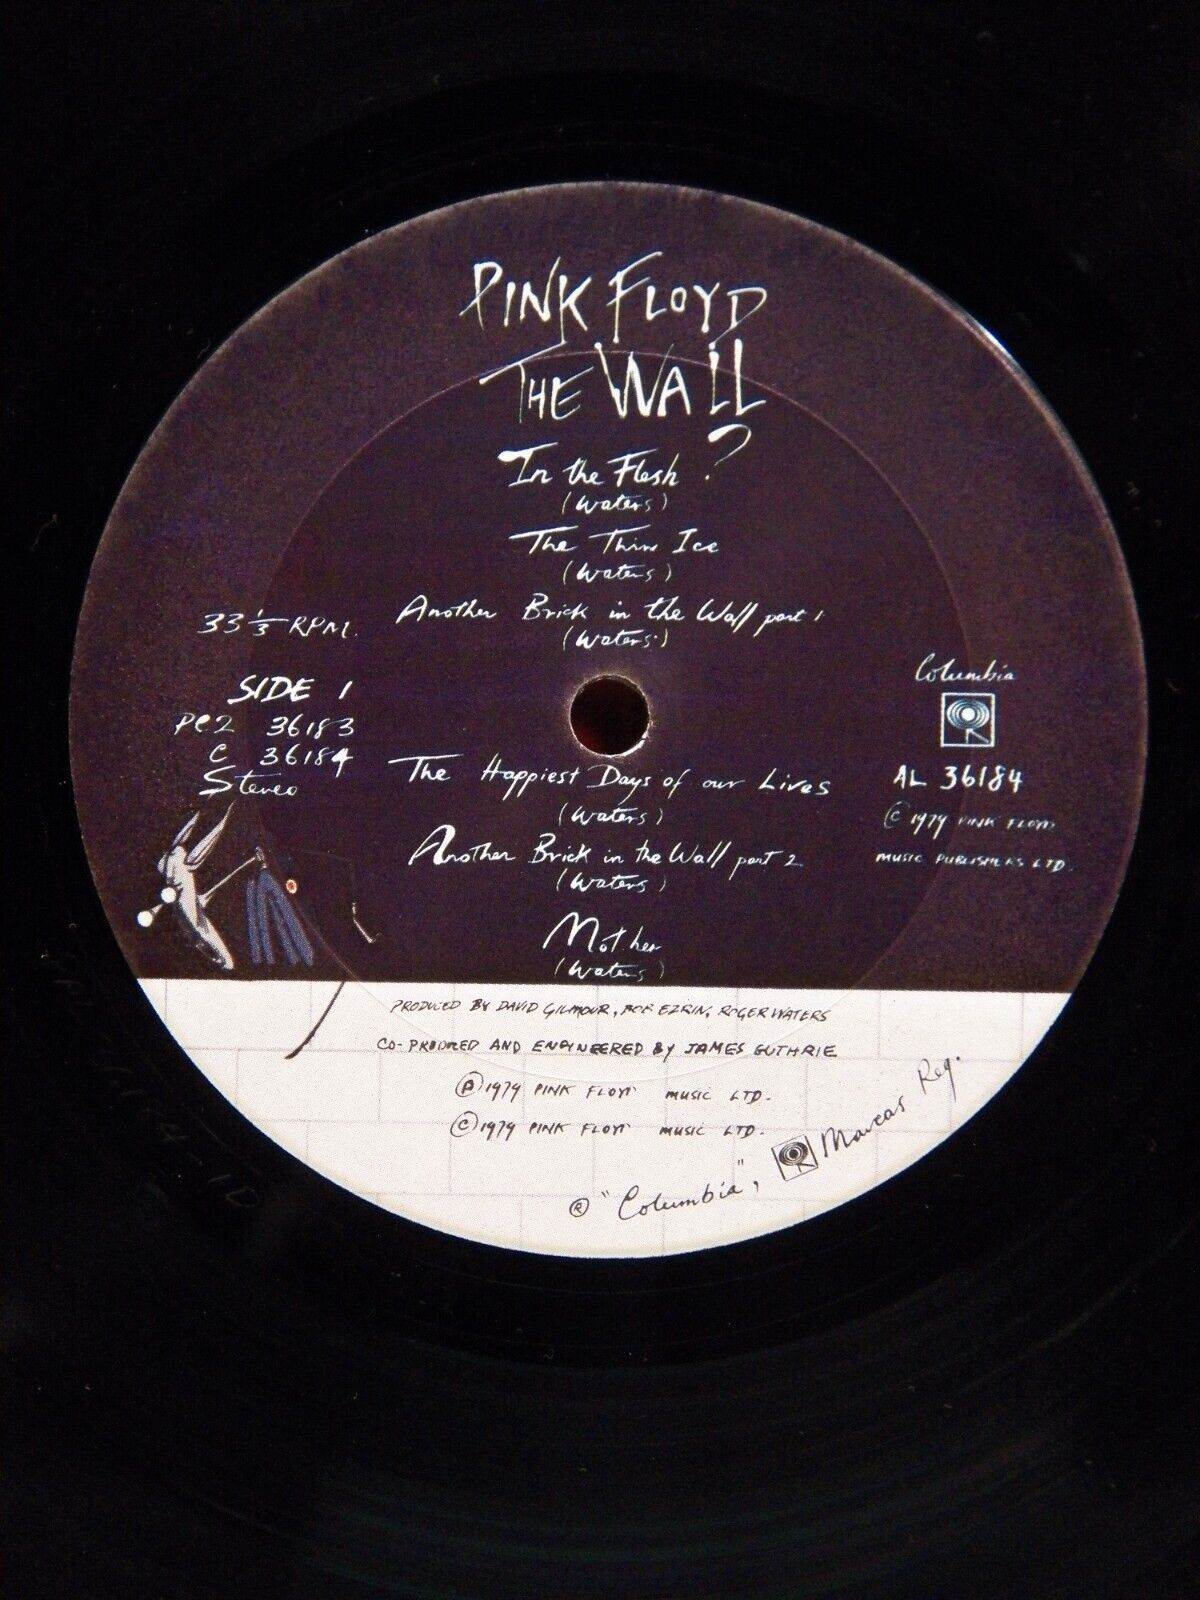 PINK FLOYD
THE WALL
In the Flesh ?
(Waters)
The Thin Ice
(Waters)
Another Brick in the Wall part 1
(Waters)
33 1/3 RPM.
SIDE 1
PC2 36183
C 36184
Stereo
Columbia
AL 36184
© 1979 PINK FLOYD
MUSIC PUBLISHERS LTD.
The Happiest Days of our Lives
(Waters)
Another Brick in the Wall part 2
(Waters)
Mother
(Waters)
PRODUCED BY DAVID GILMOUR, BOB EZRIN, ROGER WATERS
CO-PRODUCED AND ENGINEERED BY JAMES GUTHRIE
Ⓟ 1979 PINK FLOYD MUSIC LTD.
© 1979 PINK FLOYD MUSIC LTD.
® "Columbia", Marcas Reg.